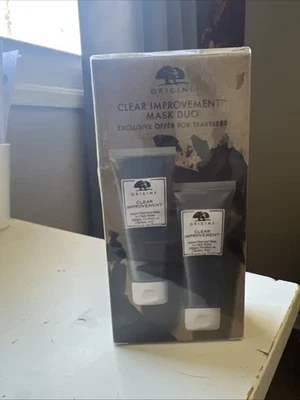 ORIGINS
CLEAR IMPROVEMENT™
MASK DUO
EXCLUSIVE OFFER FOR TRAVELERS
ORIGINS
CLEAR
IMPROVEMENT
ORIGINS
CLEAR
IMPROVEMENT